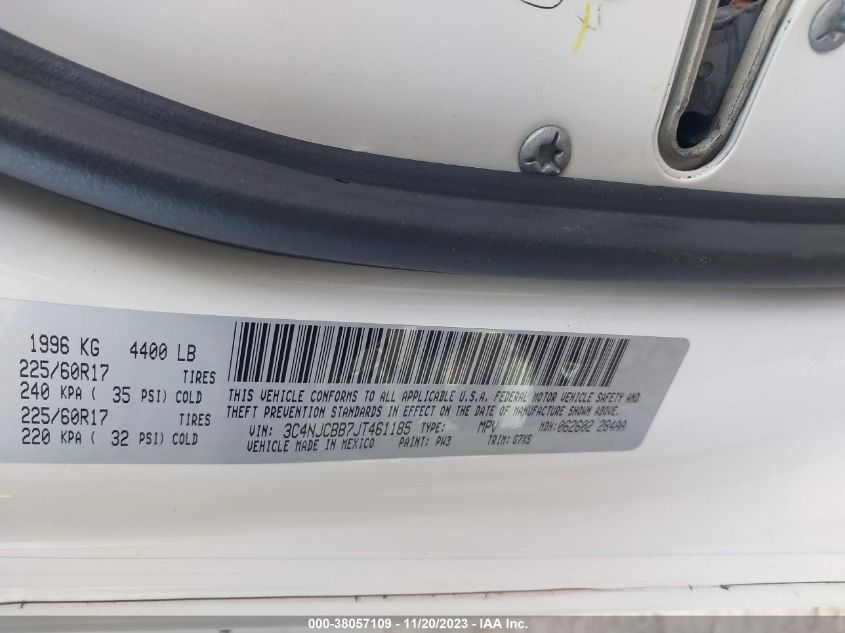 1996 KG 4400 LB
225/60R17 TIRES
240 KPA ( 35 PSI) COLD
225/60R17 TIRES
220 KPA ( 32 PSI) COLD
THIS VEHICLE CONFORMS TO ALL APPLICABLE U.S.A. FEDERAL MOTOR VEHICLE SAFETY AND
THEFT PREVENTION STANDARDS IN EFFECT ON THE DATE OF MANUFACTURE SHOWN ABOVE.
VIN: 3C4NJCBB7JT461185 TYPE: MPV MDH:062602 284AA
VEHICLE MADE IN MEXICO PAINT: PW3 TRIM: G7X5
000-38057109 — 11/20/2023 — I.A.A. Inc.